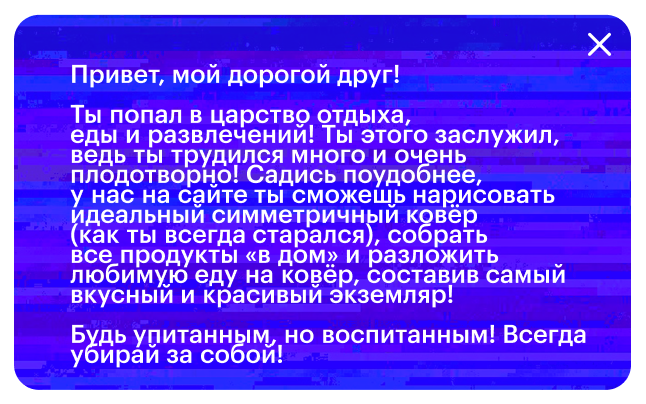 Привет, мой дорогой друг!
Ты попал в царство отдыха,
еды и развлечений! Ты этого заслужил,
ведь ты трудился много и очень
плодотворно! Садись поудобнее,
у нас на сайте ты сможешь нарисовать
идеальный симметричный ковёр
(как ты всегда старался), собрать
все продукты «в дом» и разложить
любимую еду на ковёр, составив самый
вкусный и красивый экземляр!
Будь упитанным, но воспитанным! Всегда
убирай за собой!